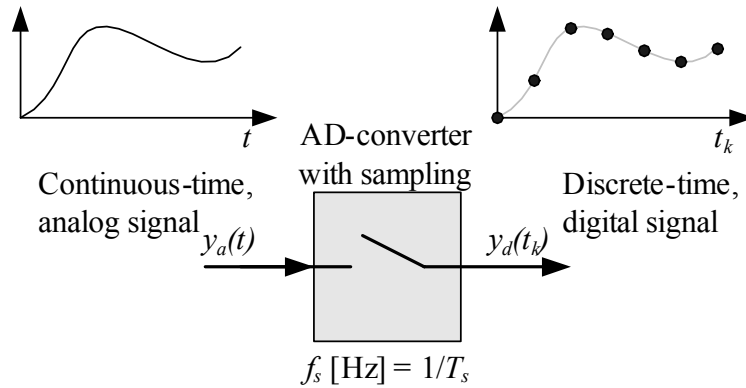 t
t_k
AD-converter
with sampling
Continuous-time,
analog signal
Discrete-time,
digital signal
y_a(t)
y_d(t_k)
f_s [Hz] = 1/T_s